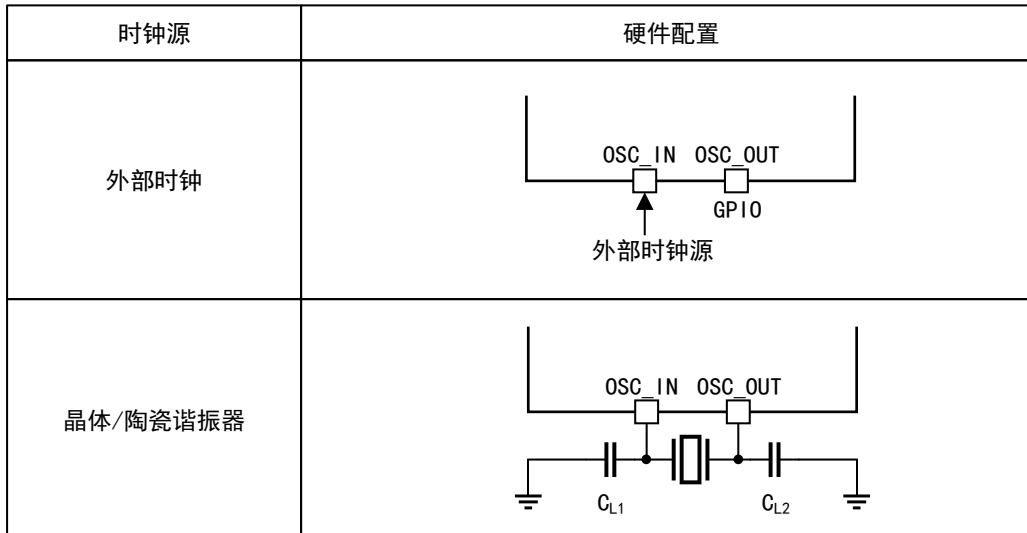 时钟源 硬件配置
外部时钟
OSC_IN OSC_OUT
GPIO
外部时钟源
晶体/陶瓷谐振器
OSC_IN OSC_OUT
CL1 CL2